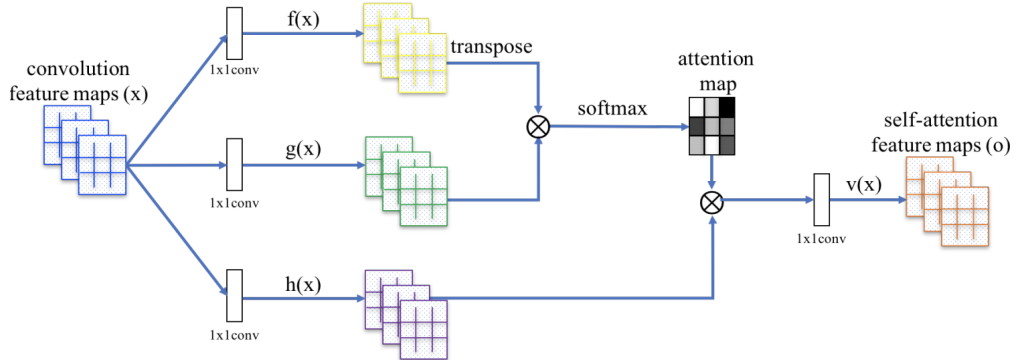 convolution
feature maps (x)
f(x)
1x1conv
transpose
g(x)
1x1conv
h(x)
1x1conv
softmax
attention
map
v(x)
1x1conv
self-attention
feature maps (o)